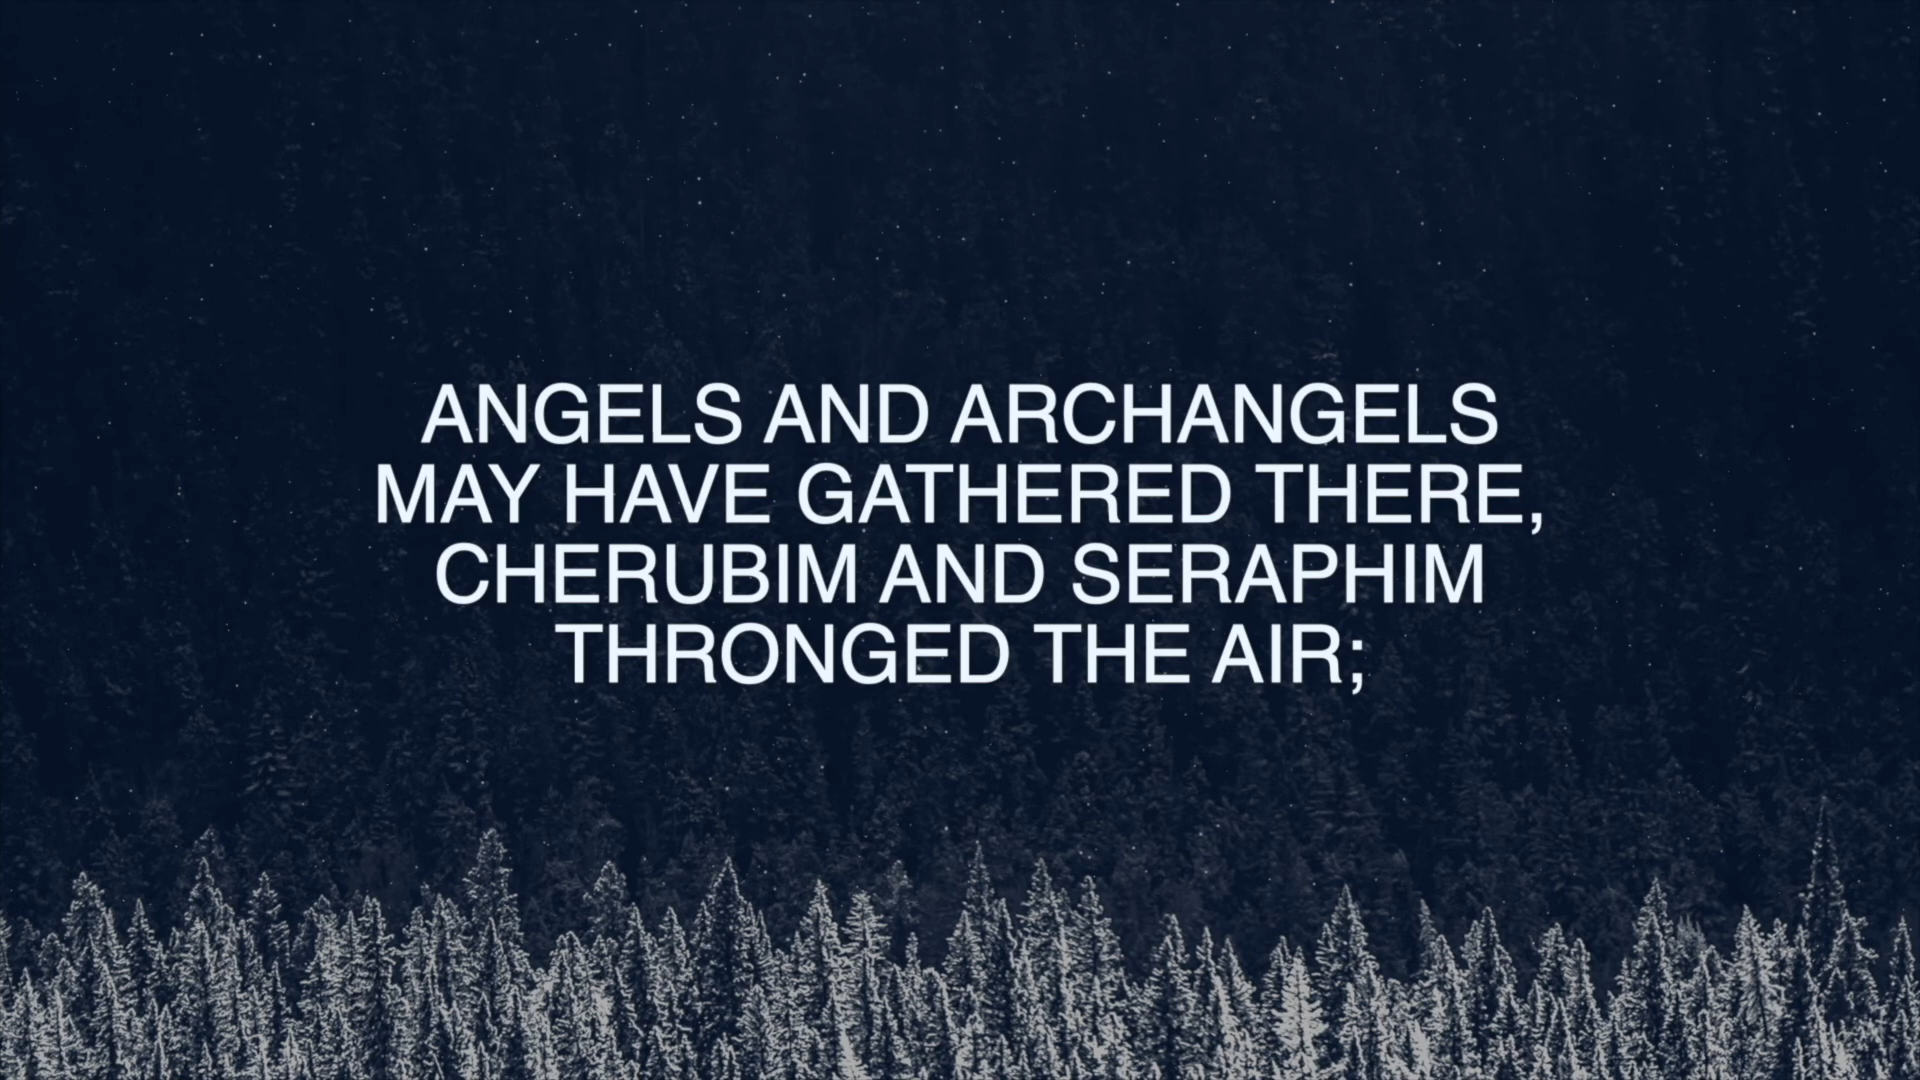 ANGELS AND ARCHANGELS
MAY HAVE GATHERED THERE,
CHERUBIM AND SERAPHIM
THRONGED THE AIR;